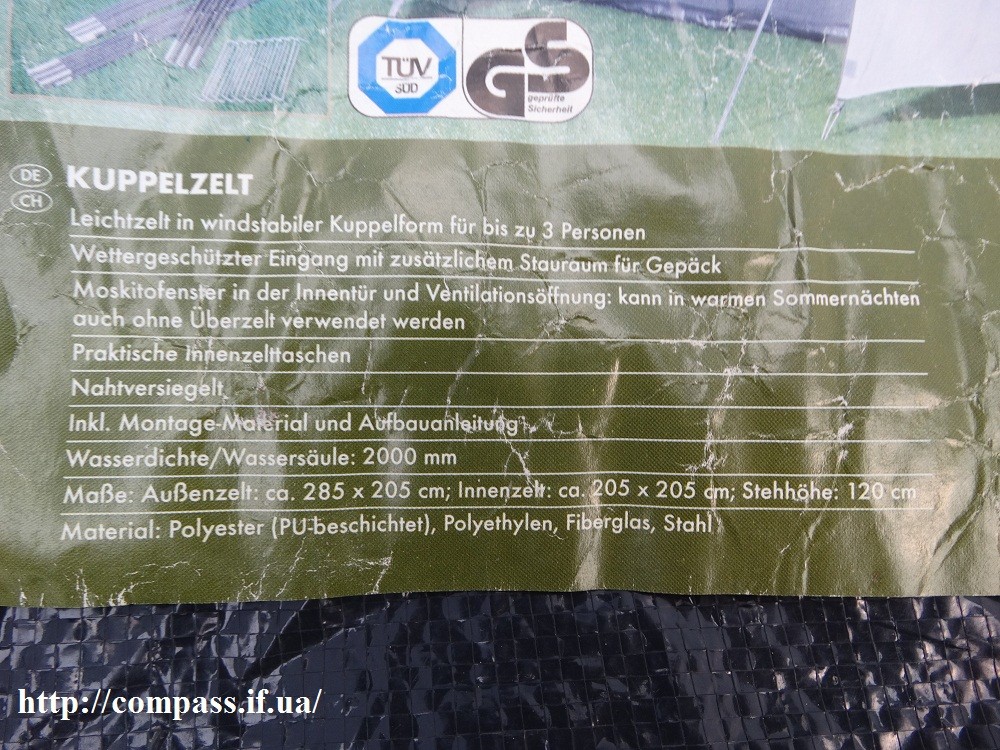 TÜV
SÜD
GS
geprüfte
Sicherheit
DE
CH
KUPPELZELT
Leichtzelt in windstabiler Kuppelform für bis zu 3 Personen
Wettergeschützter Eingang mit zusätzlichem Stauraum für Gepäck
Moskitofenster in der Innentür und Ventilationsöffnung: kann in warmen Sommernächten
auch ohne Überzelt verwendet werden
Praktische Innenzelttaschen
Nahtversiegelt
Inkl. Montage-Material und Aufbauanleitung
Wasserdichte/Wassersäule: 2000 mm
Maße: Außenzelt: ca. 285 x 205 cm; Innenzelt: ca. 205 x 205 cm; Stehhöhe: 120 cm
Material: Polyester (PU-beschichtet), Polyethylen, Fiberglas, Stahl
http://compass.if.ua/